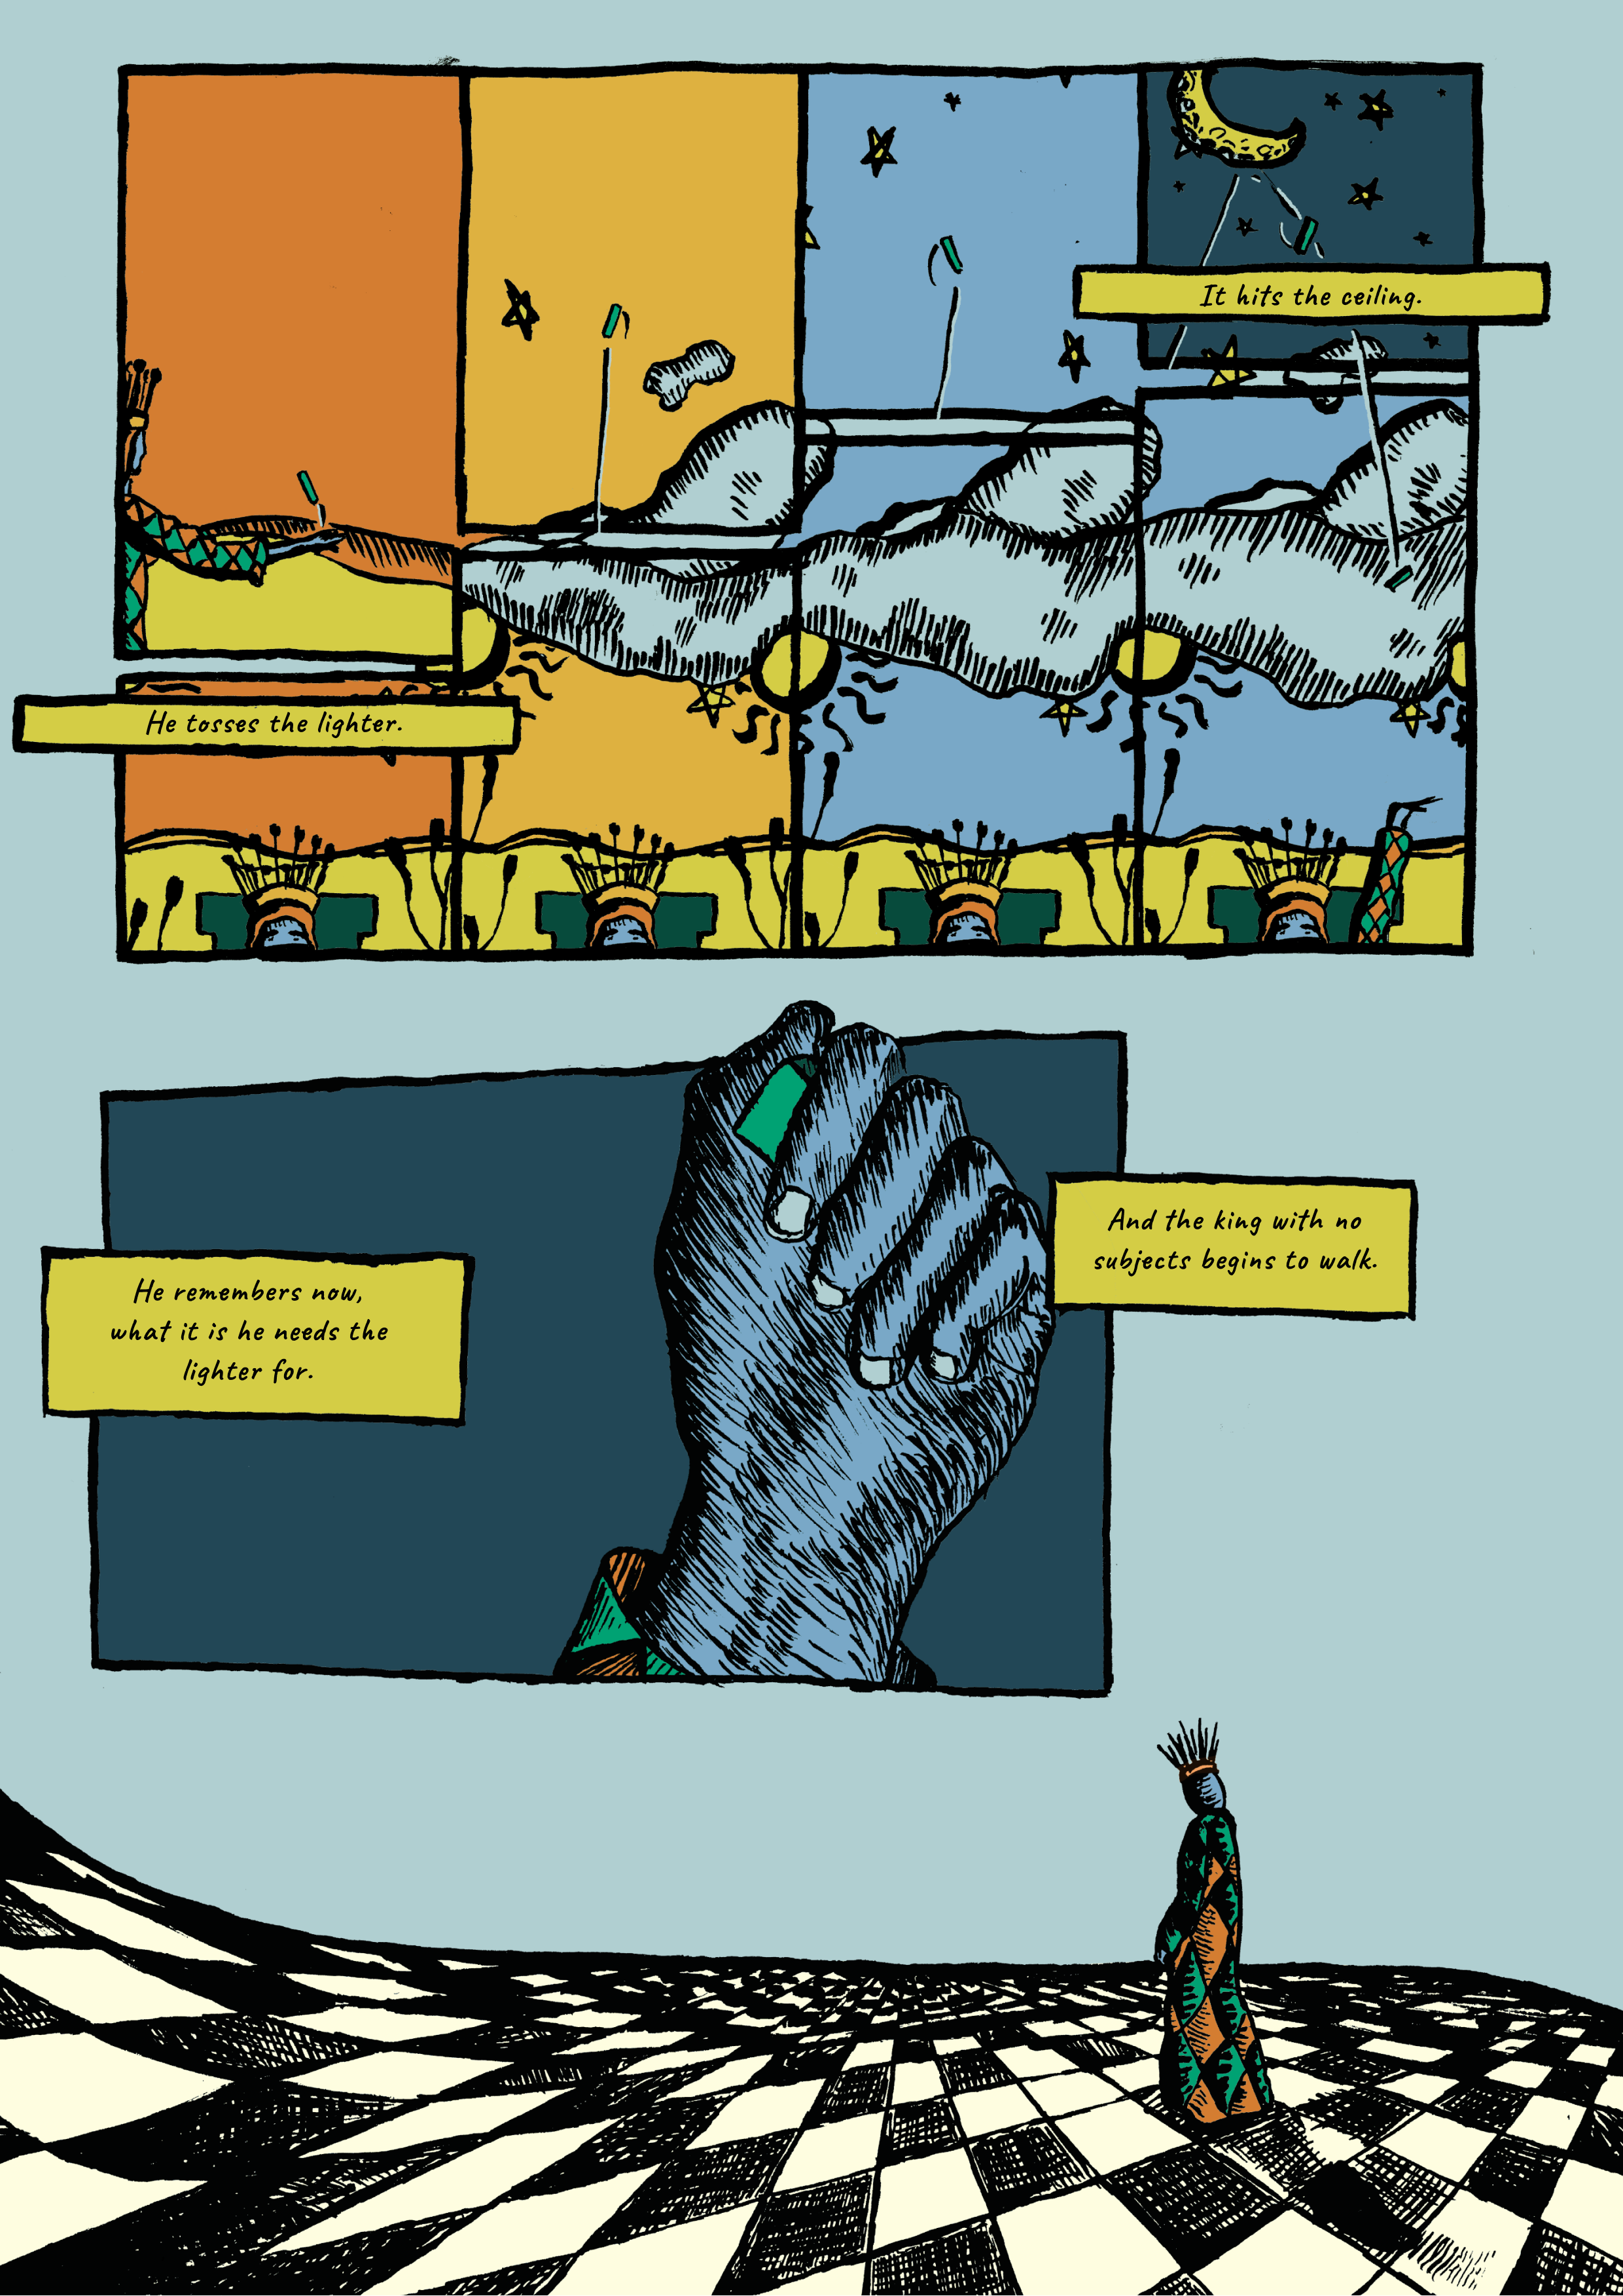 He tosses the lighter.
It hits the ceiling.
He remembers now,
what it is he needs the
lighter for.
And the king with no
subjects begins to walk.